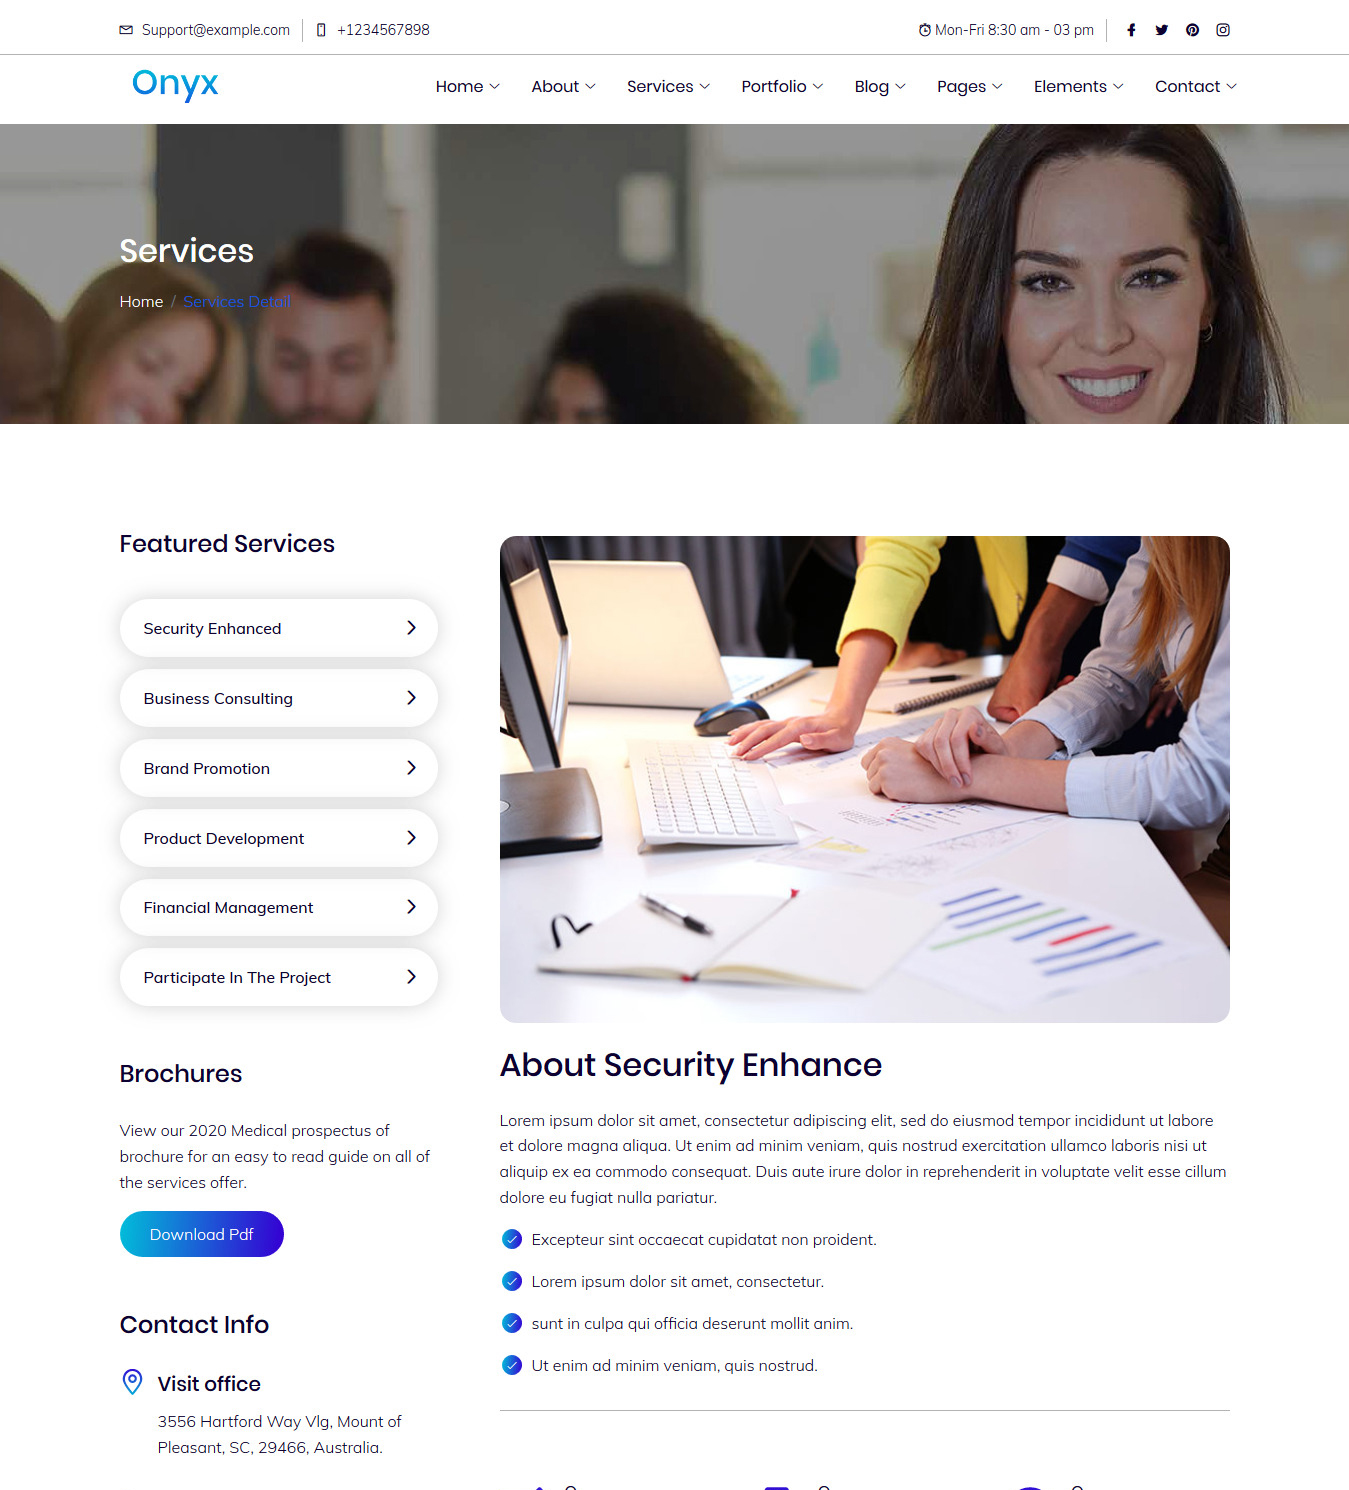 Support@example.com
+1234567898
Mon-Fri 8:30 am - 03 pm
Onyx
Home
About
Services
Portfolio
Blog
Pages
Elements
Contact
Services
Home / Services Detail
Featured Services
Security Enhanced
Business Consulting
Brand Promotion
Product Development
Financial Management
Participate In The Project
Brochures
View our 2020 Medical prospectus of
brochure for an easy to read guide on all of
the services offer.
Download Pdf
Contact Info
Visit office
3556 Hartford Way Vlg, Mount of
Pleasant, SC, 29466, Australia.
About Security Enhance
Lorem ipsum dolor sit amet, consectetur adipiscing elit, sed do eiusmod tempor incididunt ut labore
et dolore magna aliqua. Ut enim ad minim veniam, quis nostrud exercitation ullamco laboris nisi ut
aliquip ex ea commodo consequat. Duis aute irure dolor in reprehenderit in voluptate velit esse cillum
dolore eu fugiat nulla pariatur.
Excepteur sint occaecat cupidatat non proident.
Lorem ipsum dolor sit amet, consectetur.
sunt in culpa qui officia deserunt mollit anim.
Ut enim ad minim veniam, quis nostrud.